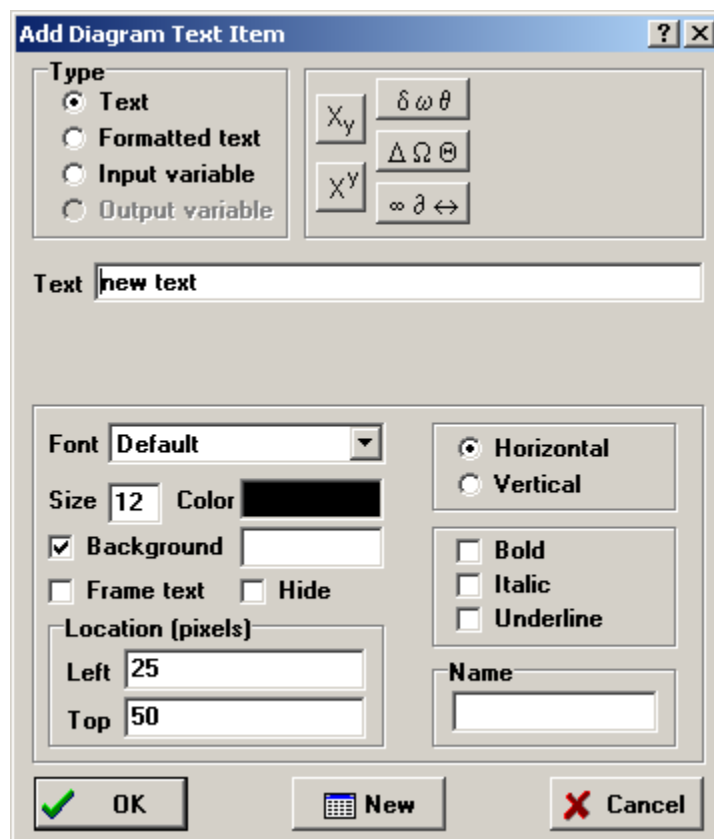 Add Diagram Text Item
Type
Text
Formatted text
Input variable
Output variable
Xy
Xy
δ ω θ
Δ Ω Θ
∞ ∂ ↔
Text new text
Font Default
Size 12 Color
Background
Frame text Hide
Location (pixels)
Left 25
Top 50
Horizontal
Vertical
Bold
Italic
Underline
Name
OK New Cancel